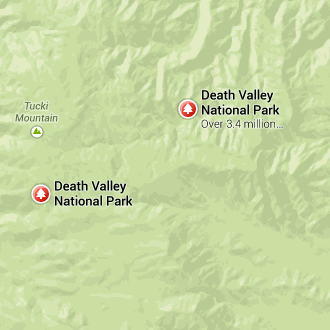 Death Valley
National Park
Over 3.4 million...
Tucki
Mountain
Death Valley
National Park